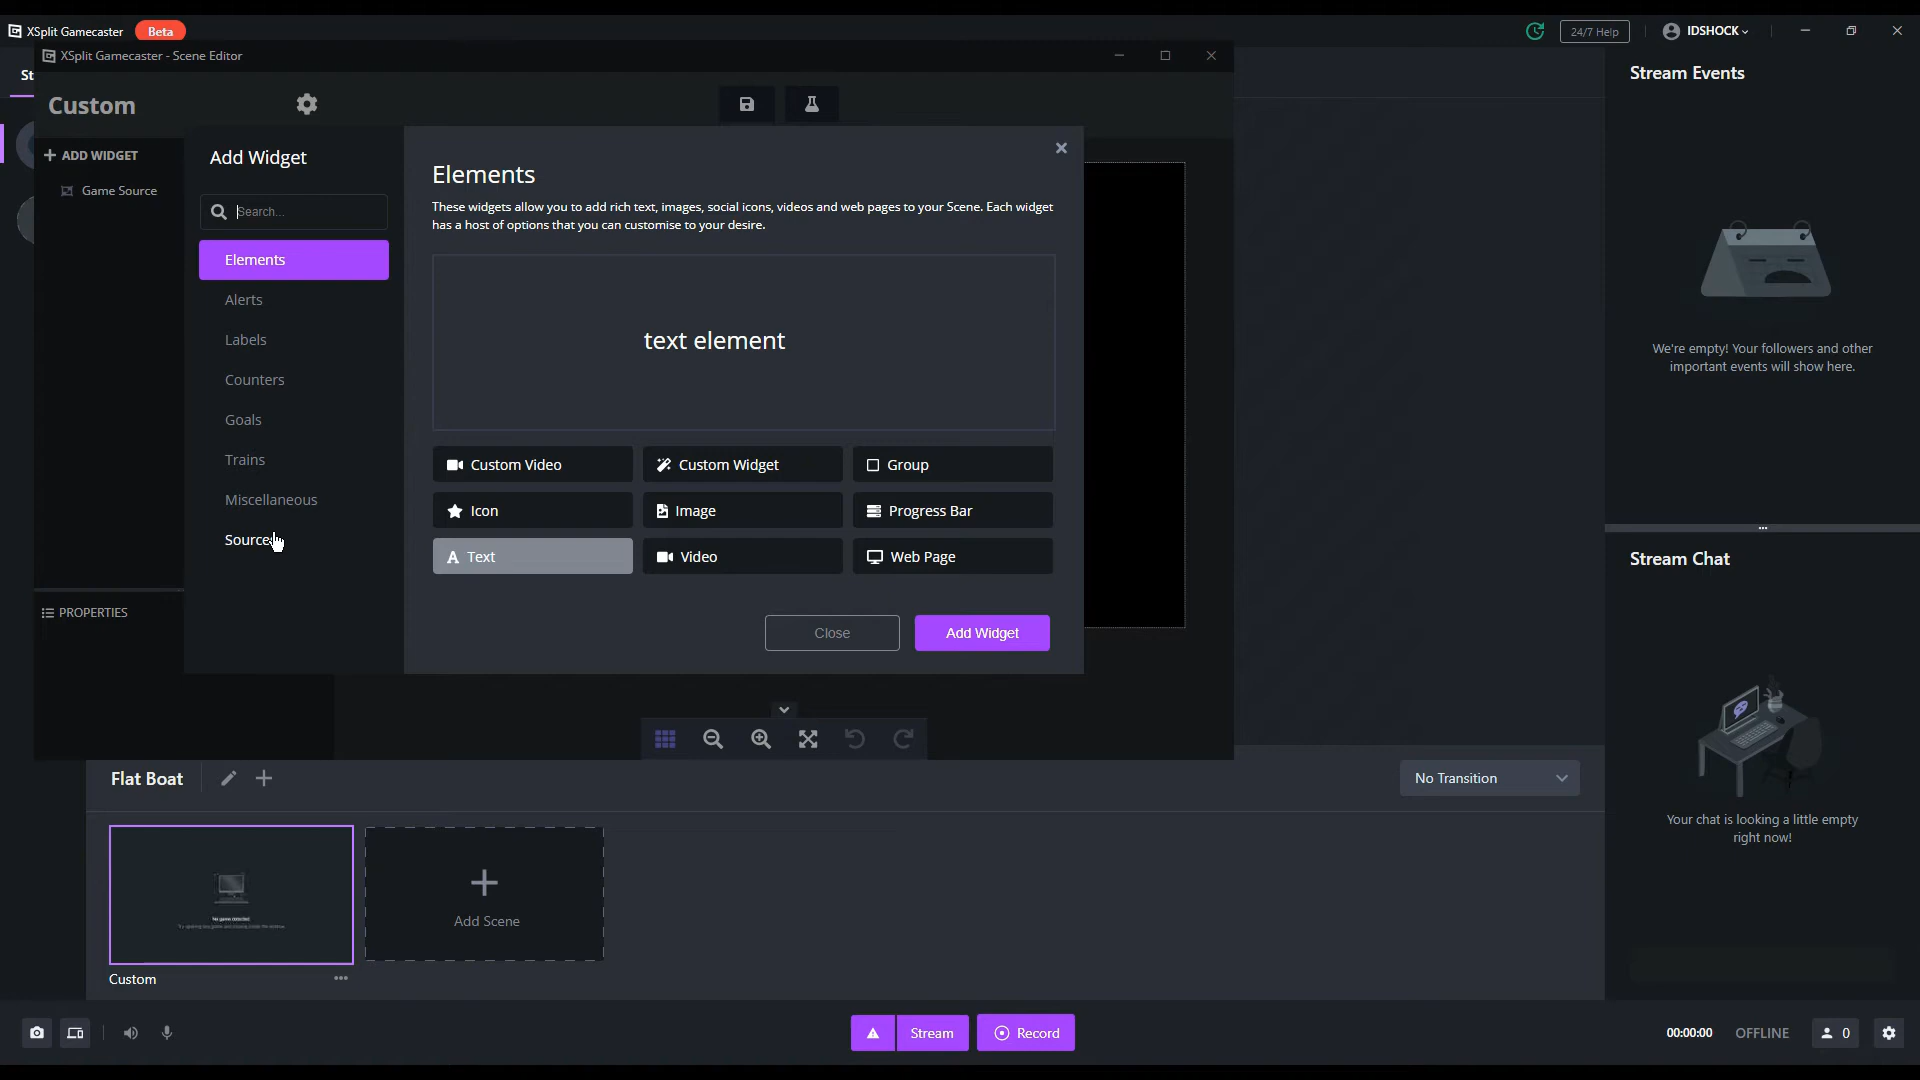 XSplit Gamecaster
Beta
24/7 Help
IDSHOCK
XSplit Gamecaster - Scene Editor
St
Stream Events
Custom
ADD WIDGET
Game Source
Add Widget
Search...
Elements
Alerts
Labels
Counters
Goals
Trains
Miscellaneous
Source
Elements
These widgets allow you to add rich text, images, social icons, videos and web pages to your Scene. Each widget
has a host of options that you can customise to your desire.
text element
Custom Video
Custom Widget
Group
Icon
Image
Progress Bar
Text
Video
Web Page
Close
Add Widget
PROPERTIES
We're empty! Your followers and other
important events will show here.
Stream Chat
Your chat is looking a little empty
right now!
Flat Boat
No Transition
No game detected
Add Scene
Custom
Stream
Record
00:00:00
OFFLINE
0